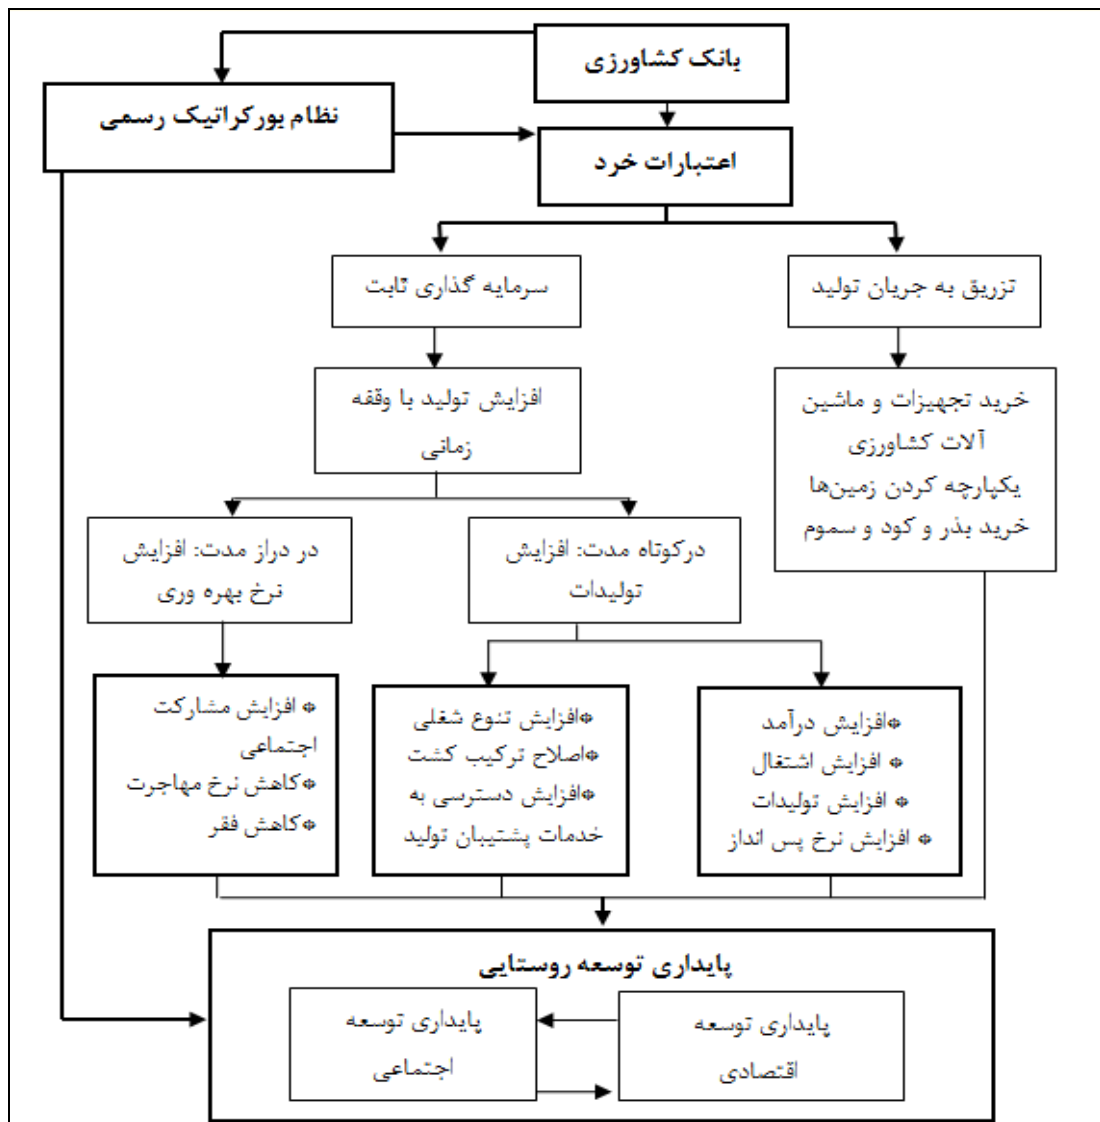 بانک کشاورزی
نظام بورکراتیک رسمی
اعتبارات خرد
تزریق به جریان تولید
سرمایه گذاری ثابت
خرید تجهیزات و ماشین
آلات کشاورزی
یکپارچه کردن زمین‌ها
خرید بذر و کود و سموم
افزایش تولید با وقفه
زمانی
درکوتاه مدت: افزایش
تولیدات
در دراز مدت: افزایش
نرخ بهره وری
*افزایش درآمد
* افزایش اشتغال
* افزایش تولیدات
* افزایش نرخ پس انداز
*افزایش تنوع شغلی
*اصلاح ترکیب کشت
*افزایش دسترسی به
خدمات پشتیبان تولید
* افزایش مشارکت
اجتماعی
*کاهش نرخ مهاجرت
*کاهش فقر
پایداری توسعه روستایی
پایداری توسعه
اقتصادی
پایداری توسعه
اجتماعی